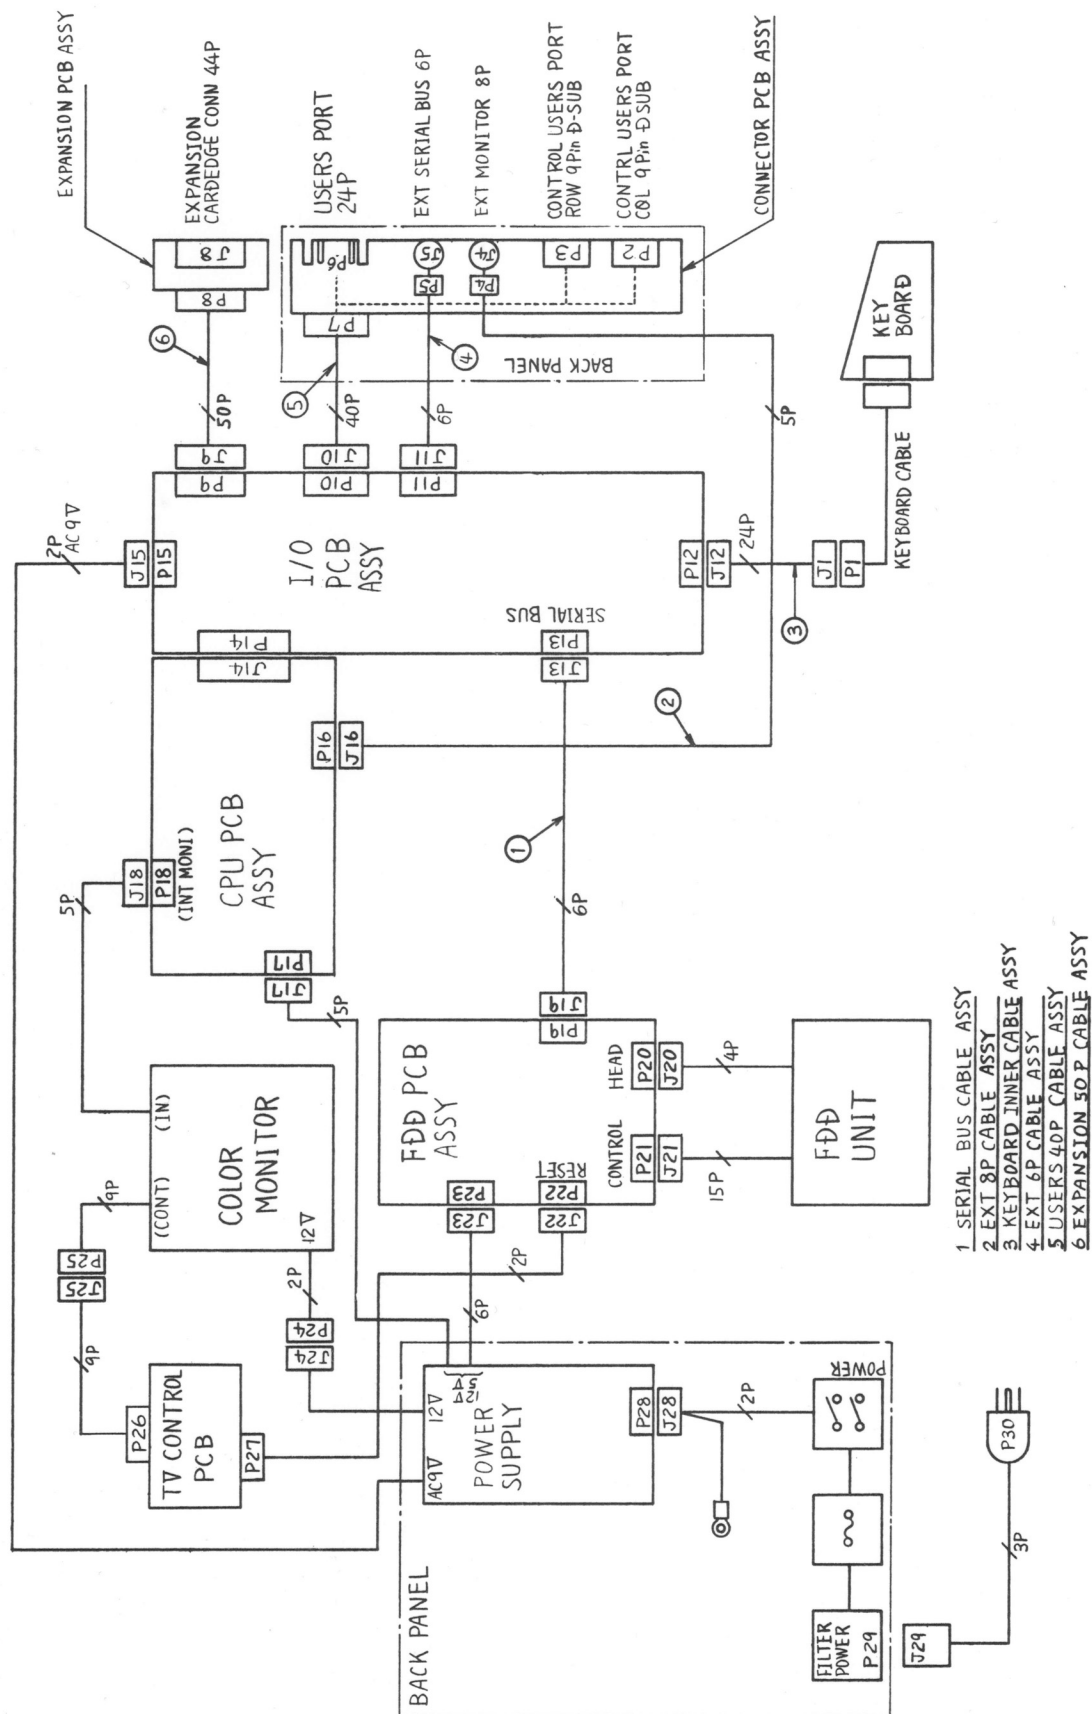 EXPANSION PCB ASSY
EXPANSION
CARDEDGE CONN 44P
J8
P8
6
50P
J9
P9
USERS PORT
24P
P6
P7
5
40P
J10
P10
EXT SERIAL BUS 6P
J5
P5
4
6P
J11
P11
EXT MONITOR 8P
J4
P4
CONTROL USERS PORT
ROW 9Pin D-SUB
P3
CONTRL USERS PORT
COL 9Pin D SUB
P2
CONNECTOR PCB ASSY
BACK PANEL
5P
KEY
BOARD
KEYBOARD CABLE
2P
AC 9V
J15
P15
I/O
PCB
ASSY
P12
J12
24P
3
J1
P1
SERIAL BUS
P14
J14
P13
J13
P16
J16
2
1
6P
5P
J18
P18
(INT MONI)
CPU PCB
ASSY
P17
J17
5P
J19
P19
FDD PCB
ASSY
HEAD
P20
J20
4P
CONTROL
P21
J21
15P
FDD
UNIT
RESET
P23
J23
P22
J22
6P
2P
(IN)
(CONT)
COLOR
MONITOR
12V
9P
P25
J25
9P
2P
P24
J24
TV CONTROL
PCB
P26
P27
BACK PANEL
12V
12V
5V
AC9V
POWER
SUPPLY
P28
J28
2P
POWER
FILTER
POWER
P29
J29
3P
P30
1 SERIAL BUS CABLE ASSY
2 EXT 8P CABLE ASSY
3 KEYBOARD INNER CABLE ASSY
4 EXT 6P CABLE ASSY
5 USERS 40P CABLE ASSY
6 EXPANSION 50P CABLE ASSY